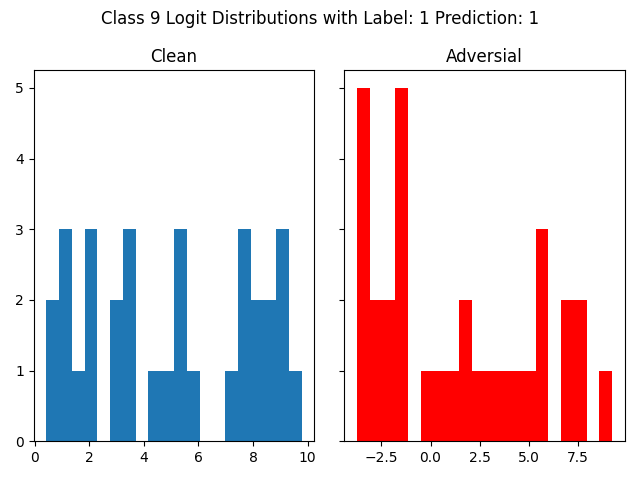 Class 9 Logit Distributions with Label: 1 Prediction: 1
Clean
Adversial
5
4
3
2
1
0
0 2 4 6 8 10
−2.5 0.0 2.5 5.0 7.5